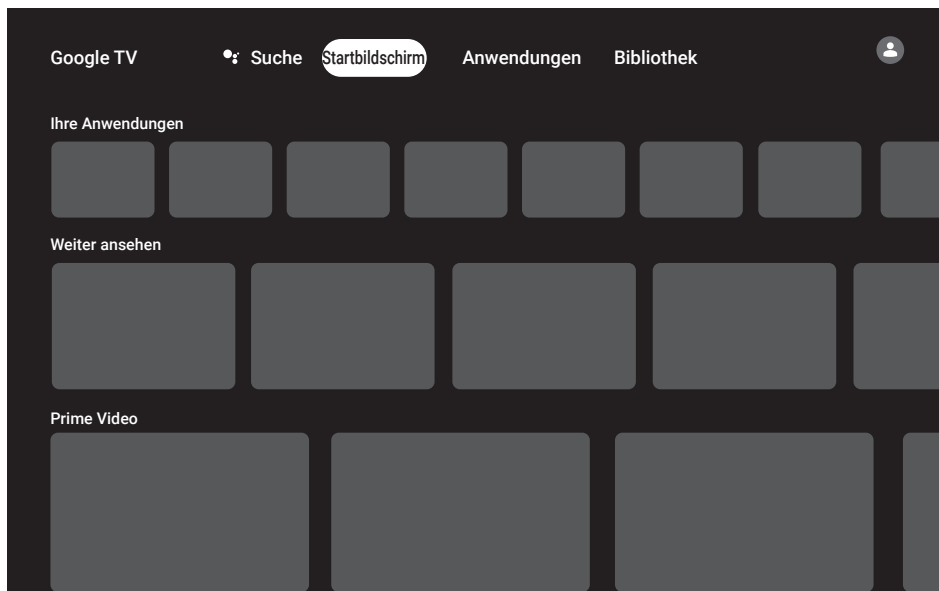 Google TV Suche Startbildschirm Anwendungen Bibliothek
Ihre Anwendungen
Weiter ansehen
Prime Video